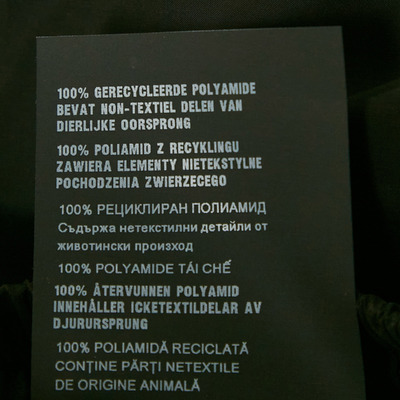 100% GERECYCLEERDE POLYAMIDE
BEVAT NON-TEXTIEL DELEN VAN
DIERLIJKE OORSPRONG
100% POLIAMID Z RECYKLINGU
ZAWIERA ELEMENTY NIETEKSTYLNE
POCHODZENIA ZWIERZECEGO
100% РЕЦИКЛИРАН ПОЛИАМИД
Съдържа нетекстилни детайли от
животински произход
100% POLYAMIDE TÁI CHẾ
100% ÅTERVUNNEN POLYAMID
INNEHÅLLER ICKETEXTILDELAR AV
DJURURSPRUNG
100% POLIAMIDĂ RECICLATĂ
CONȚINE PĂRȚI NETEXTILE
DE ORIGINE ANIMALĂ